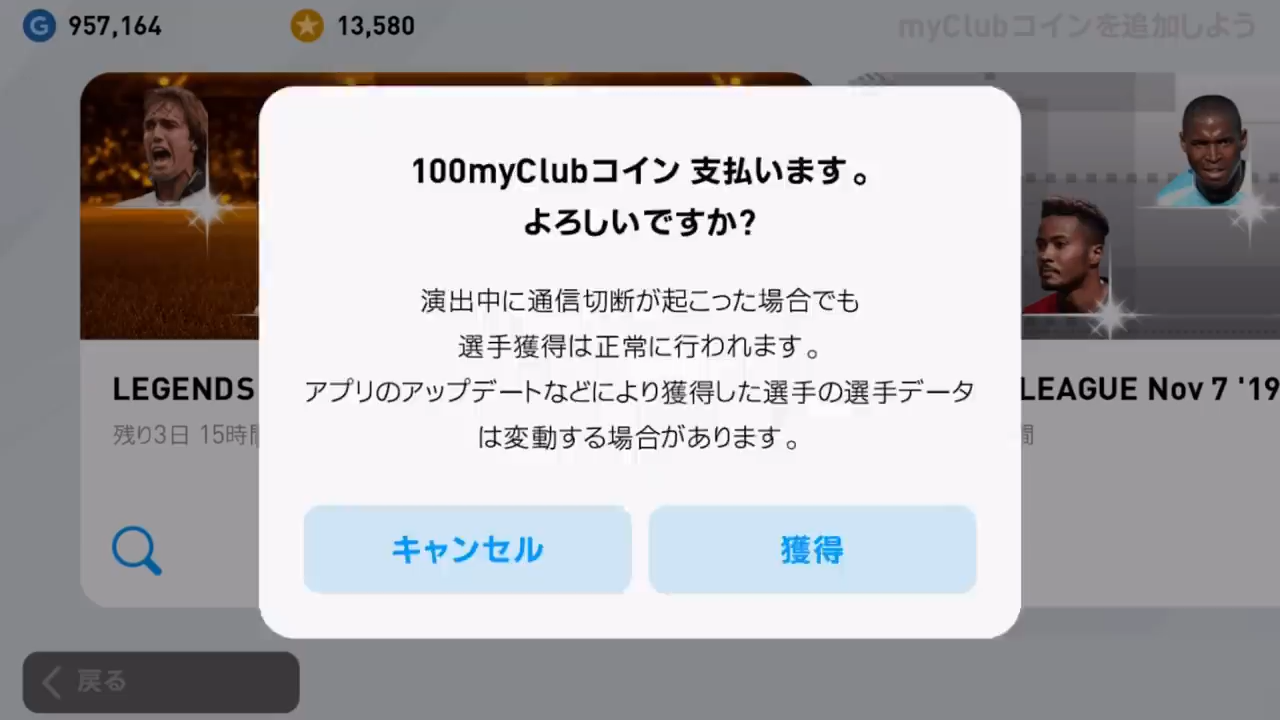 957,164
13,580
myClubコインを追加しよう
100myClubコイン 支払います。
よろしいですか?
演出中に通信切断が起こった場合でも
選手獲得は正常に行われます。
アプリのアップデートなどにより獲得した選手の選手データ
は変動する場合があります。
LEGENDS
LEAGUE Nov 7 '19
残り3日 15時間
間
キャンセル
獲得
戻る